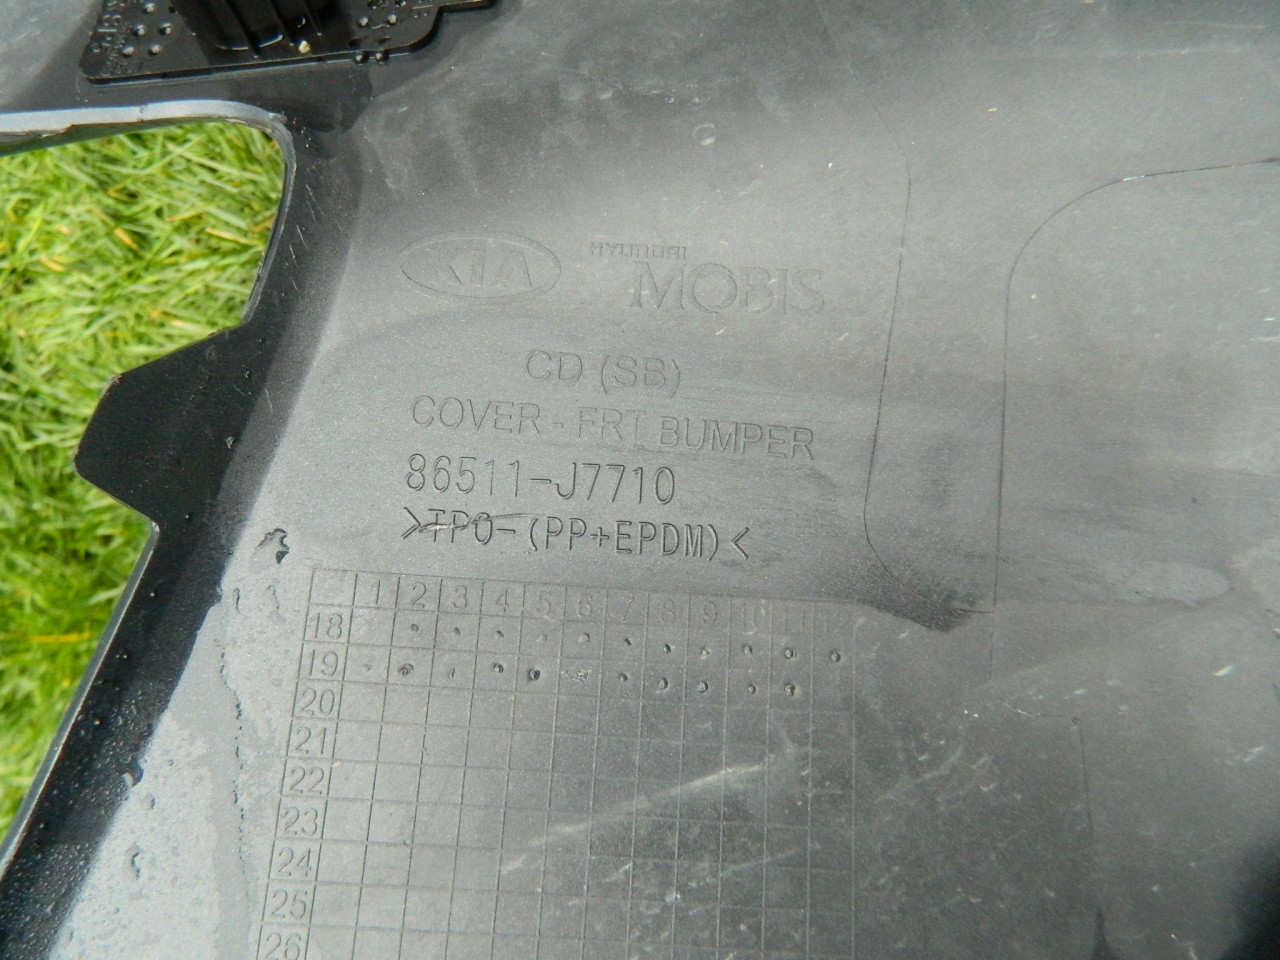 KIA HYUNDAI MOBIS
CD (SB)
COVER - FRT BUMPER
86511-J7710
>TPO-(PP+EPDM)<
1 2 3 4 5 6 7 8 9 10 11
18
19
20
21
22
23
24
25
26